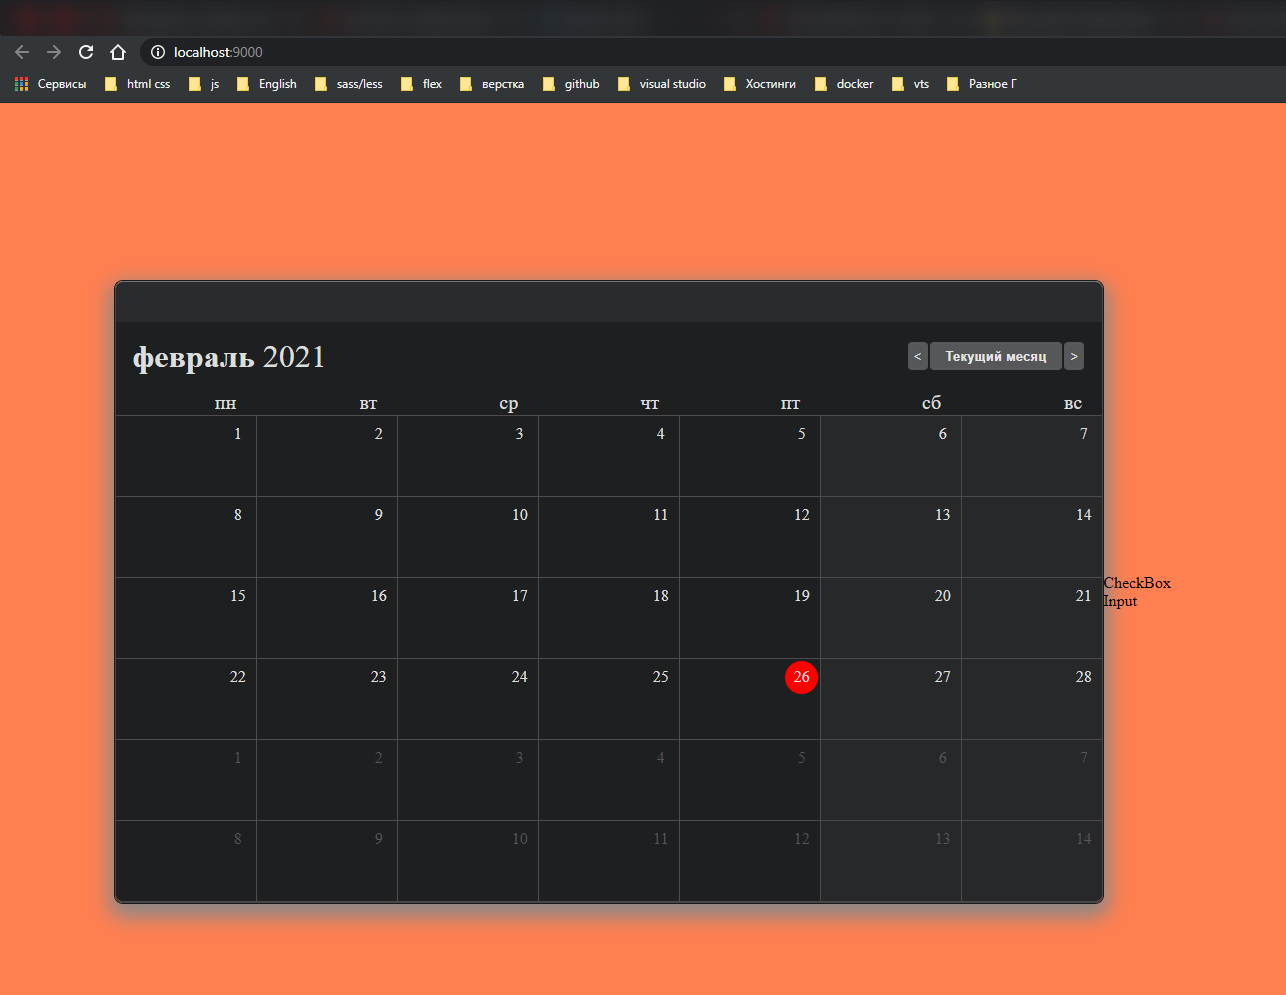 localhost:9000
Сервисы html css js English sass/less flex верстка github visual studio Хостинги docker vts Разное Г
февраль 2021
< Текущий месяц >
пн вт ср чт пт сб вс
1 2 3 4 5 6 7
8 9 10 11 12 13 14
15 16 17 18 19 20 21
CheckBox
Input
22 23 24 25 26 27 28
1 2 3 4 5 6 7
8 9 10 11 12 13 14